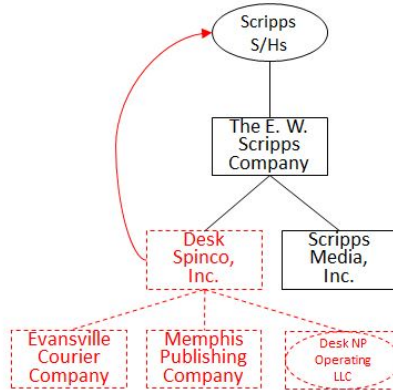 Scripps
S/Hs
The E. W.
Scripps
Company
Desk
Spinco,
Inc.
Scripps
Media,
Inc.
Evansville
Courier
Company
Memphis
Publishing
Company
Desk NP
Operating
LLC